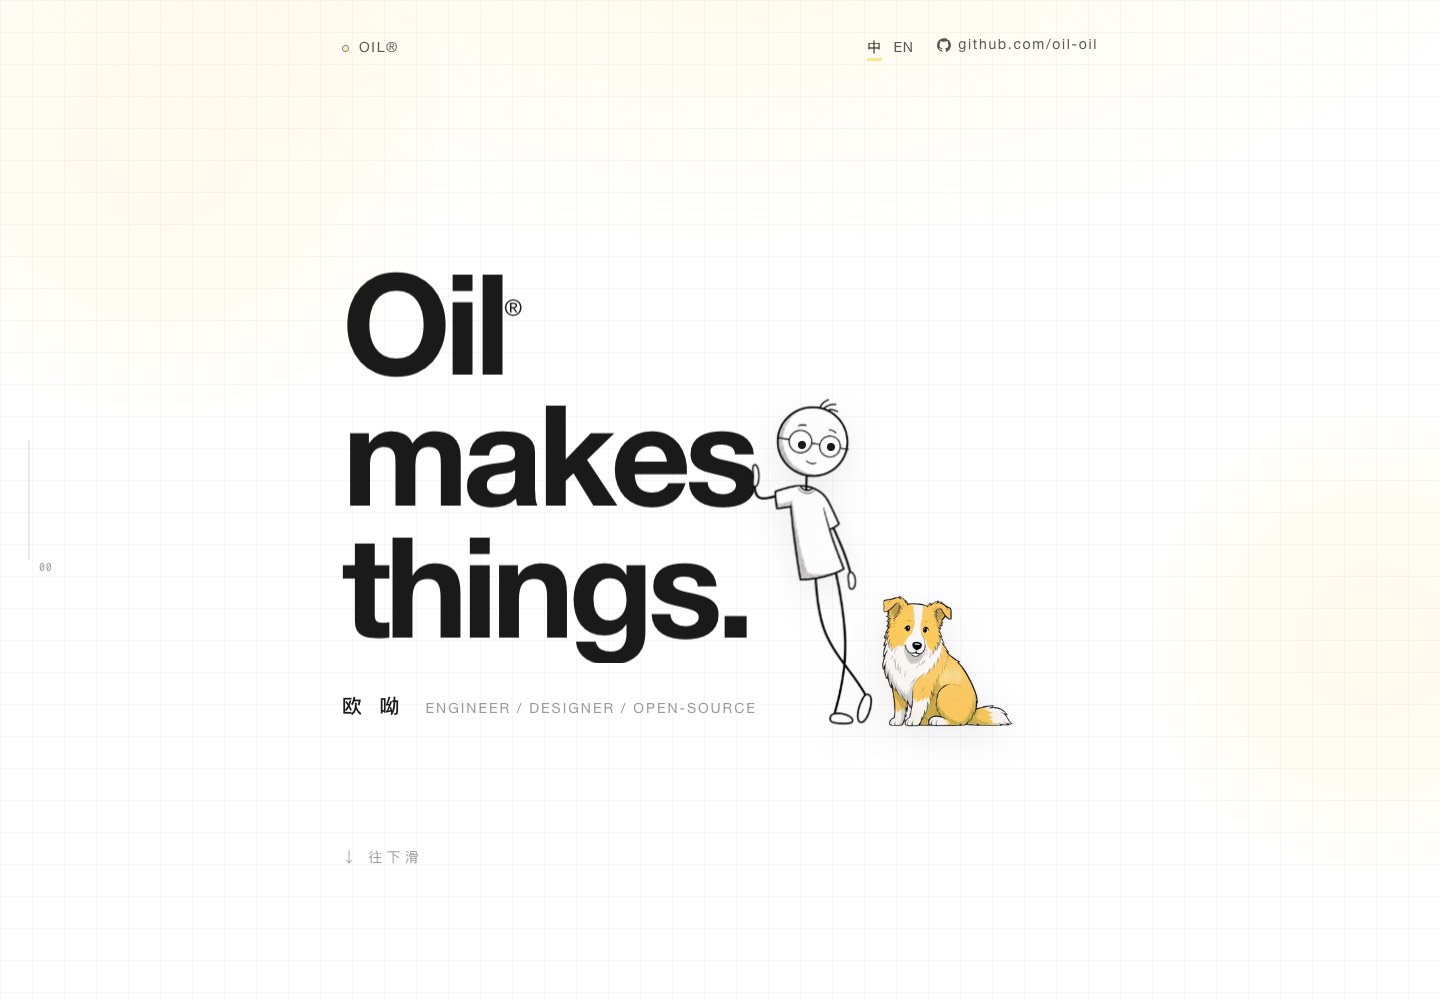 OIL®
中 EN github.com/oil-oil
Oil®
makes
things.
00
欧 呦 ENGINEER / DESIGNER / OPEN-SOURCE
↓ 往下滑